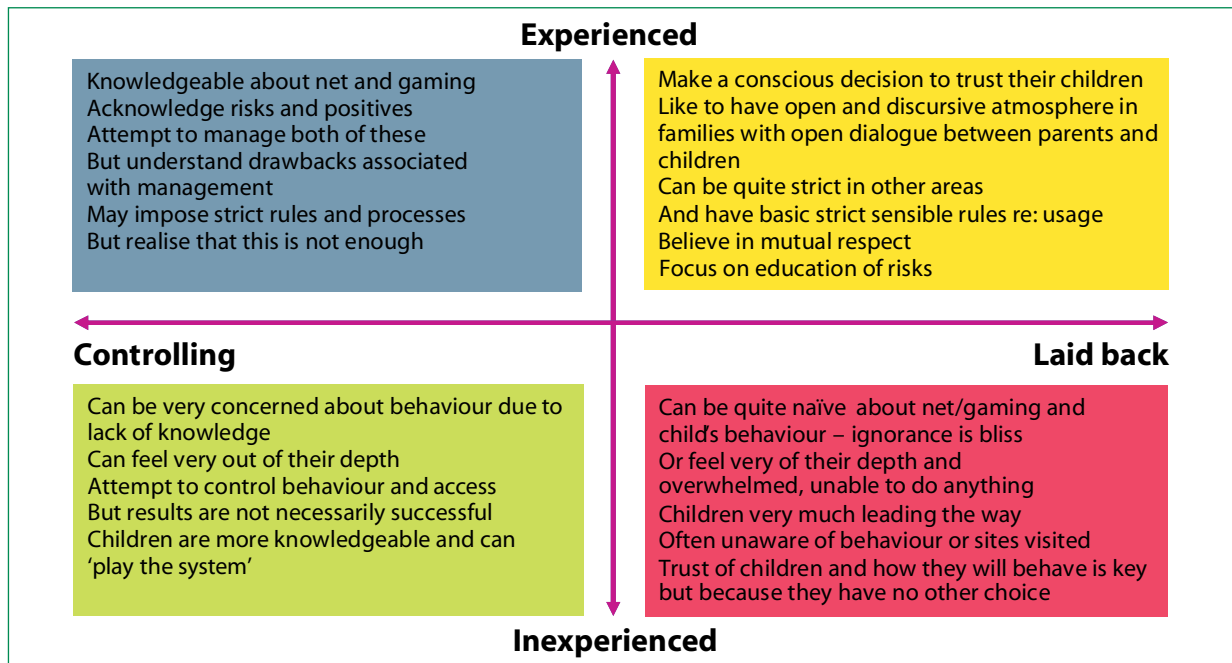 Experienced
Knowledgeable about net and gaming
Acknowledge risks and positives
Attempt to manage both of these
But understand drawbacks associated
with management
May impose strict rules and processes
But realise that this is not enough
Make a conscious decision to trust their children
Like to have open and discursive atmosphere in
families with open dialogue between parents and
children
Can be quite strict in other areas
And have basic strict sensible rules re: usage
Believe in mutual respect
Focus on education of risks
Controlling
Laid back
Can be very concerned about behaviour due to
lack of knowledge
Can feel very out of their depth
Attempt to control behaviour and access
But results are not necessarily successful
Children are more knowledgeable and can
‘play the system’
Can be quite naïve about net/gaming and
child’s behaviour – ignorance is bliss
Or feel very of their depth and
overwhelmed, unable to do anything
Children very much leading the way
Often unaware of behaviour or sites visited
Trust of children and how they will behave is key
but because they have no other choice
Inexperienced